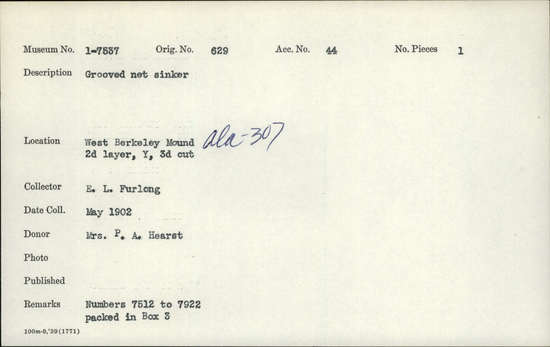 Museum No. 1-7557 Orig. No. 629 Acc. No. 44 No. Pieces 1
Description Grooved net sinker
Location West Berkeley Mound ala-307
2d layer, Y, 3d cut
Collector E. L. Furlong
Date Coll. May 1902
Donor Mrs. P. A. Hearst
Photo
Published
Remarks Numbers 7512 to 7922
packed in Box 3
100m-8,'39(1771)